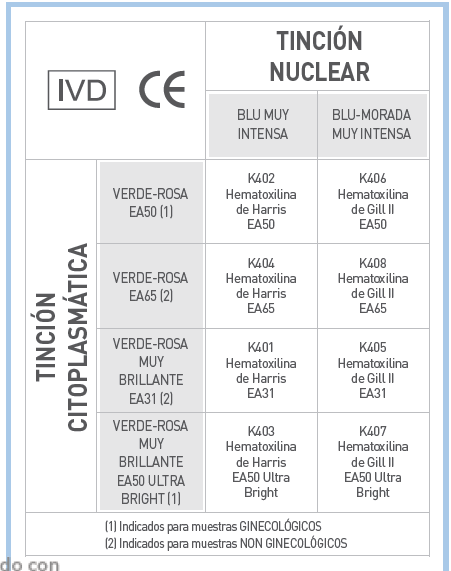 IVD CE
TINCIÓN
NUCLEAR
BLU MUY
INTENSA
BLU-MORADA
MUY INTENSA
TINCIÓN
CITOPLASMÁTICA
VERDE-ROSA
EA50 (1)
K402
Hematoxilina
de Harris
EA50
K406
Hematoxilina
de Gill II
EA50
VERDE-ROSA
EA65 (2)
K404
Hematoxilina
de Harris
EA65
K408
Hematoxilina
de Gill II
EA65
VERDE-ROSA
MUY
BRILLANTE
EA31 (2)
K401
Hematoxilina
de Harris
EA31
K405
Hematoxilina
de Gill II
EA31
VERDE-ROSA
MUY
BRILLANTE
EA50 ULTRA
BRIGHT (1)
K403
Hematoxilina
de Harris
EA50 Ultra
Bright
K407
Hematoxilina
de Gill II
EA50 Ultra
Bright
(1) Indicados para muestras GINECOLÓGICOS
(2) Indicados para muestras NON GINECOLÓGICOS
do con